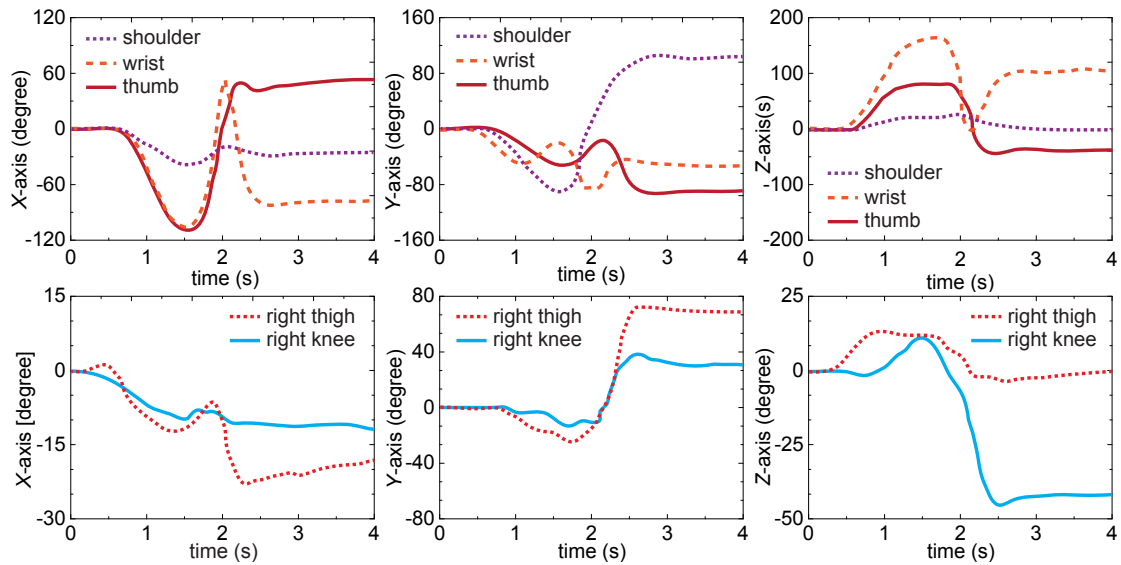 120
60
0
-60
-120
X-axis (degree)
shoulder
wrist
thumb
0 1 2 3 4
time (s)
160
80
0
-80
-160
Y-axis (degree)
shoulder
wrist
thumb
0 1 2 3 4
time (s)
200
100
0
-100
-200
Z-axis(s)
shoulder
wrist
thumb
0 1 2 3 4
time (s)
15
0
-15
-30
X-axis [degree]
right thigh
right knee
0 1 2 3 4
time (s)
80
40
0
-40
-80
Y-axis (degree)
right thigh
right knee
0 1 2 3 4
time (s)
25
0
-25
-50
Z-axis (degree)
right thigh
right knee
0 1 2 3 4
time (s)